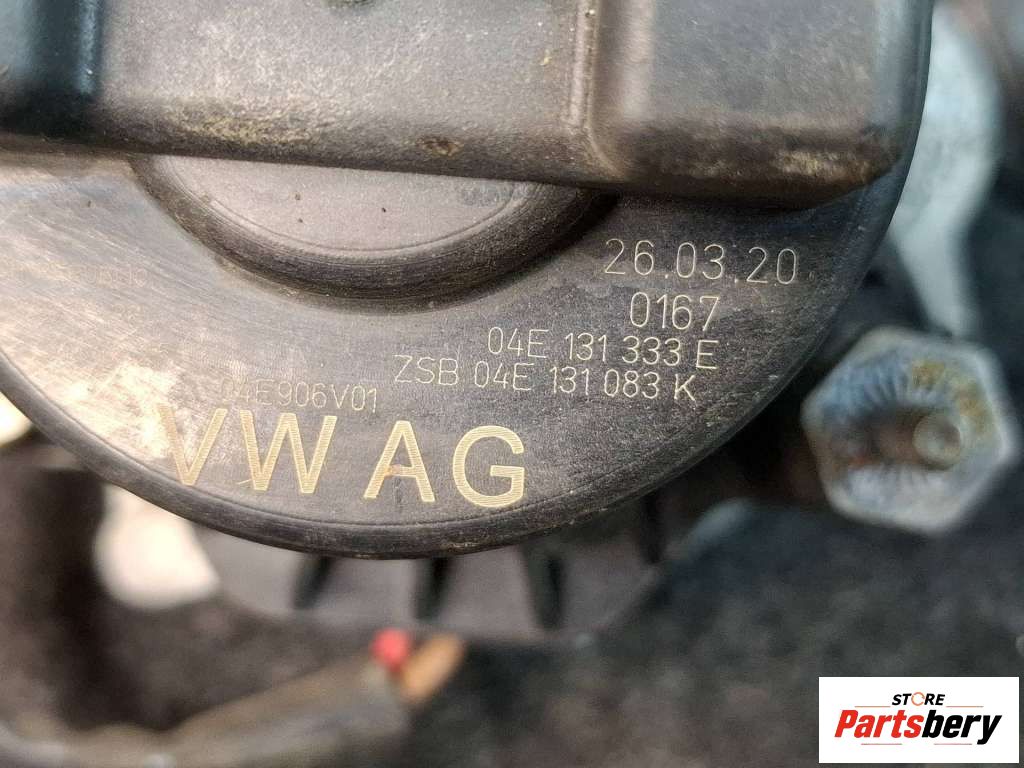 26.03.20
0167
04E 131 333 E
ZSB 04E 131 083 K
04E906V01
VW AG
STORE
Partsbery